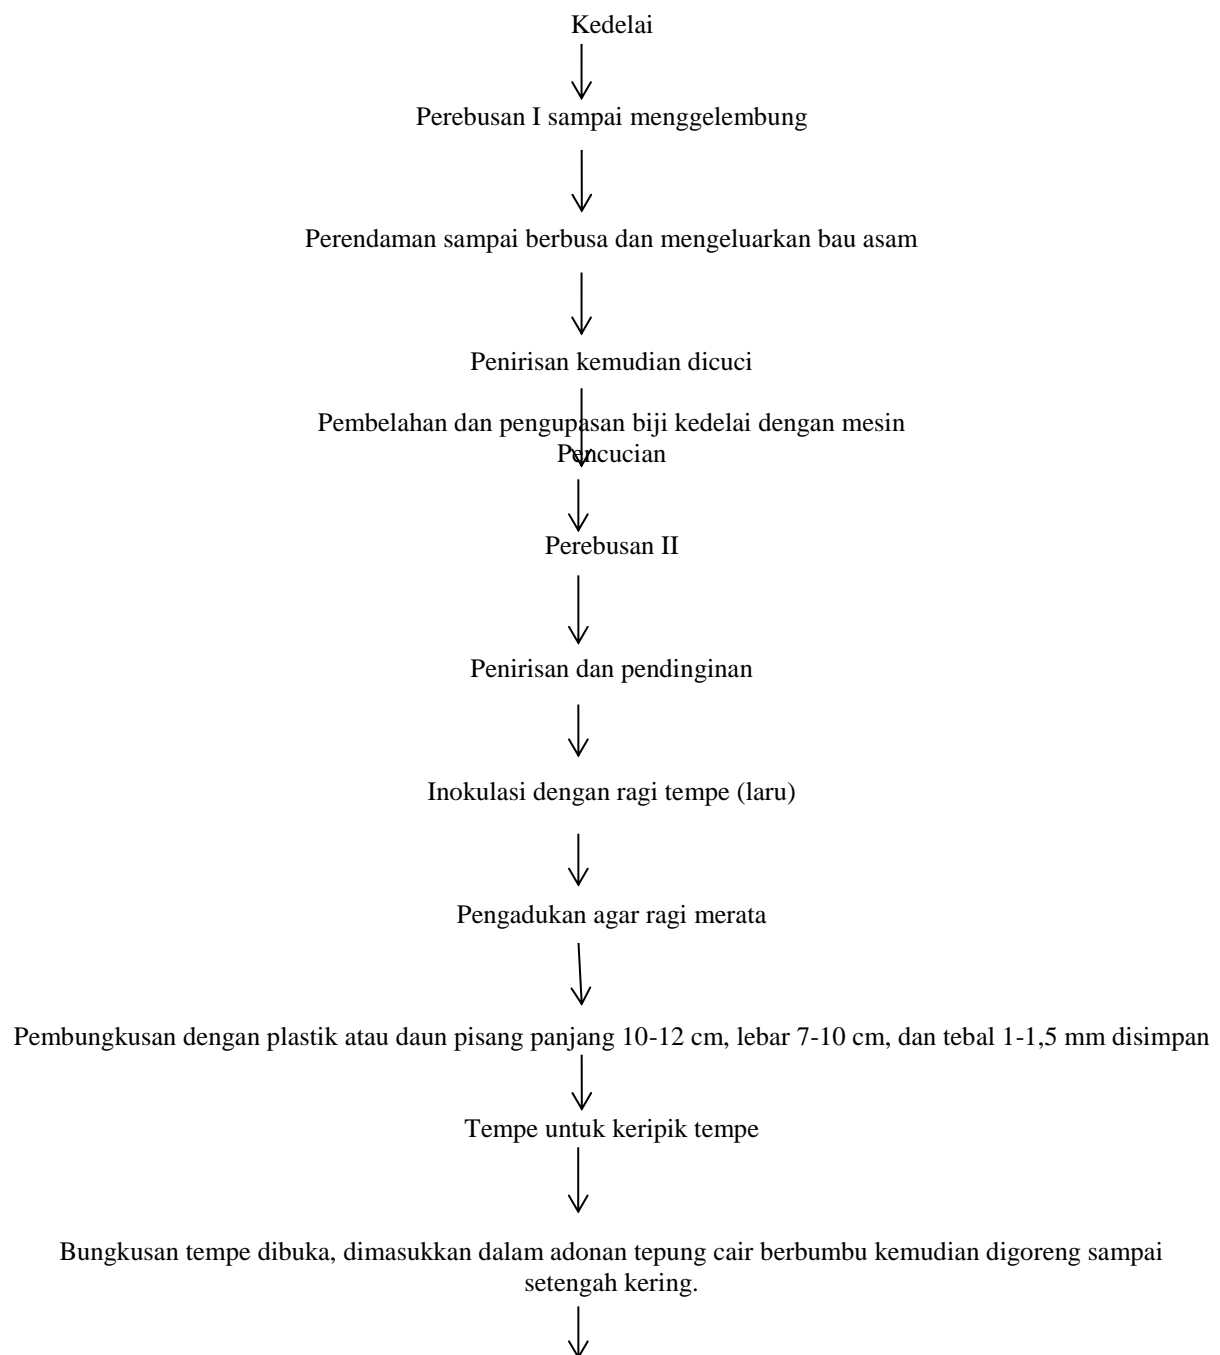 Kedelai
Perebusan I sampai menggelembung
Perendaman sampai berbusa dan mengeluarkan bau asam
Penirisan kemudian dicuci
Pembelahan dan pengupasan biji kedelai dengan mesin
Pencucian
Perebusan II
Penirisan dan pendinginan
Inokulasi dengan ragi tempe (laru)
Pengadukan agar ragi merata
Pembungkusan dengan plastik atau daun pisang panjang 10-12 cm, lebar 7-10 cm, dan tebal 1-1,5 mm disimpan
Tempe untuk keripik tempe
Bungkusan tempe dibuka, dimasukkan dalam adonan tepung cair berbumbu kemudian digoreng sampai
setengah kering.